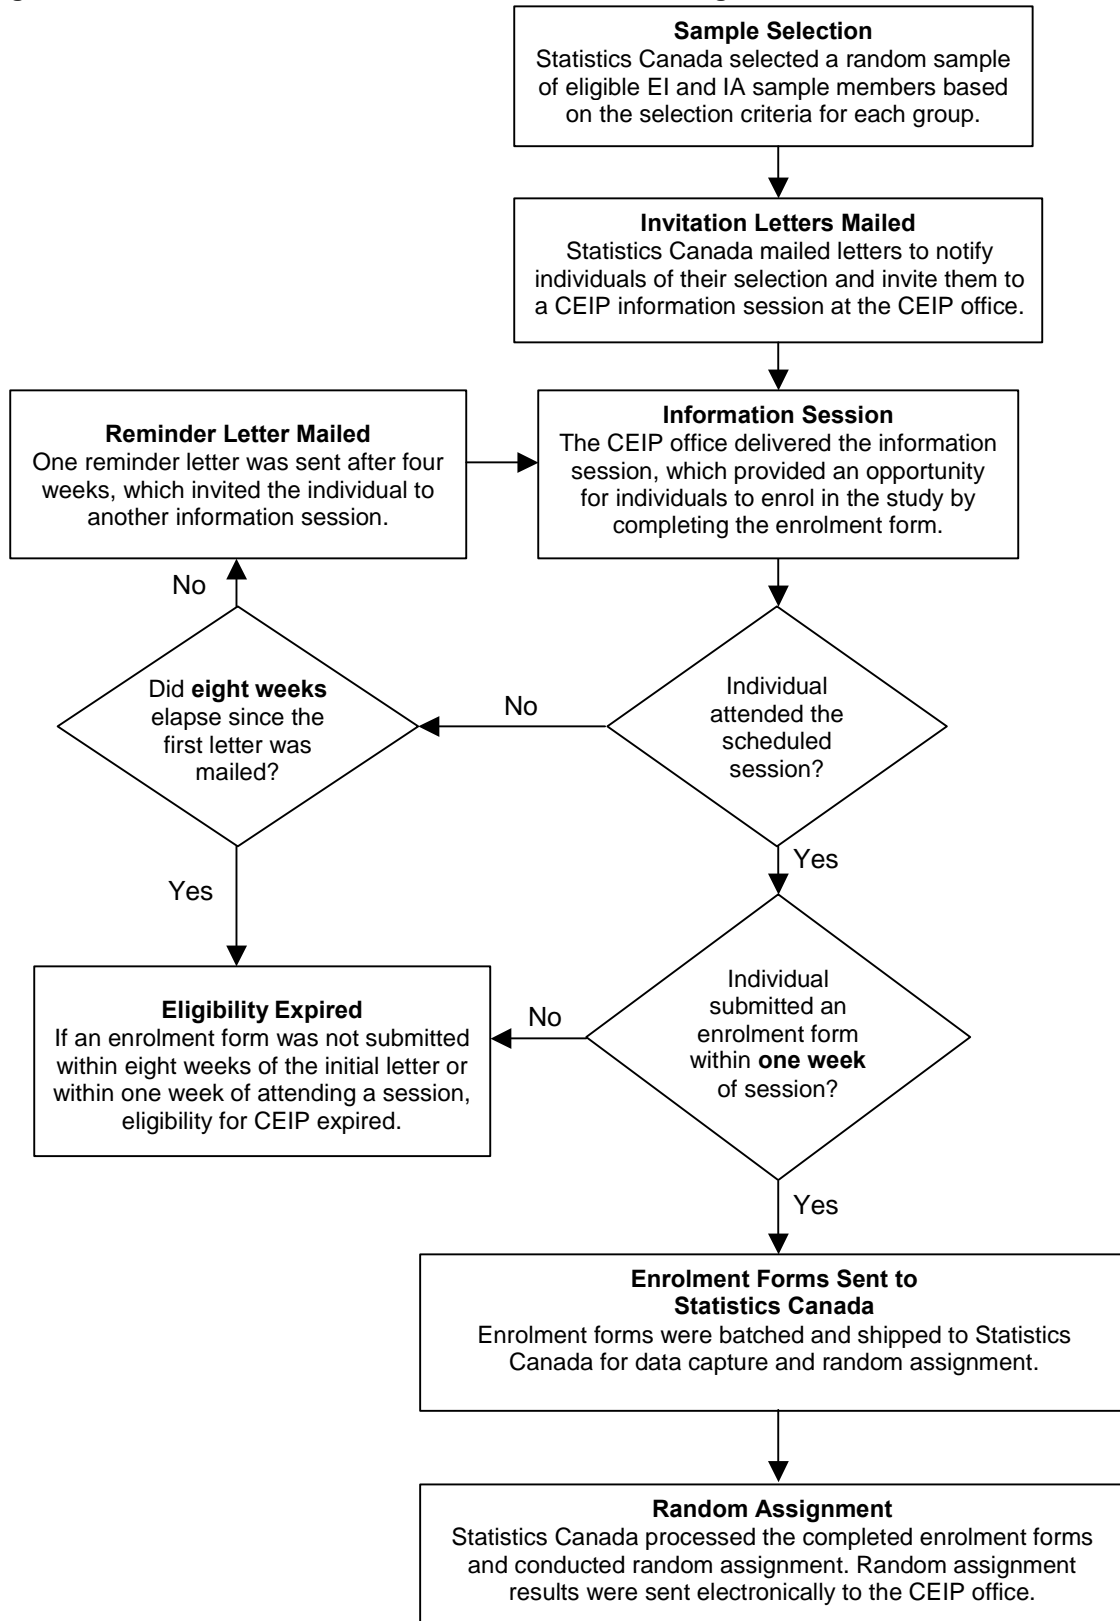 Sample Selection
Statistics Canada selected a random sample
of eligible EI and IA sample members based
on the selection criteria for each group.
Invitation Letters Mailed
Statistics Canada mailed letters to notify
individuals of their selection and invite them to
a CEIP information session at the CEIP office.
Reminder Letter Mailed
One reminder letter was sent after four
weeks, which invited the individual to
another information session.
Information Session
The CEIP office delivered the information
session, which provided an opportunity
for individuals to enrol in the study by
completing the enrolment form.
No
Did eight weeks
elapse since the
first letter was
mailed?
No
Individual
attended the
scheduled
session?
Yes
Yes
Eligibility Expired
If an enrolment form was not submitted
within eight weeks of the initial letter or
within one week of attending a session,
eligibility for CEIP expired.
No
Individual
submitted an
enrolment form
within one week
of session?
Yes
Enrolment Forms Sent to
Statistics Canada
Enrolment forms were batched and shipped to Statistics
Canada for data capture and random assignment.
Random Assignment
Statistics Canada processed the completed enrolment forms
and conducted random assignment. Random assignment
results were sent electronically to the CEIP office.